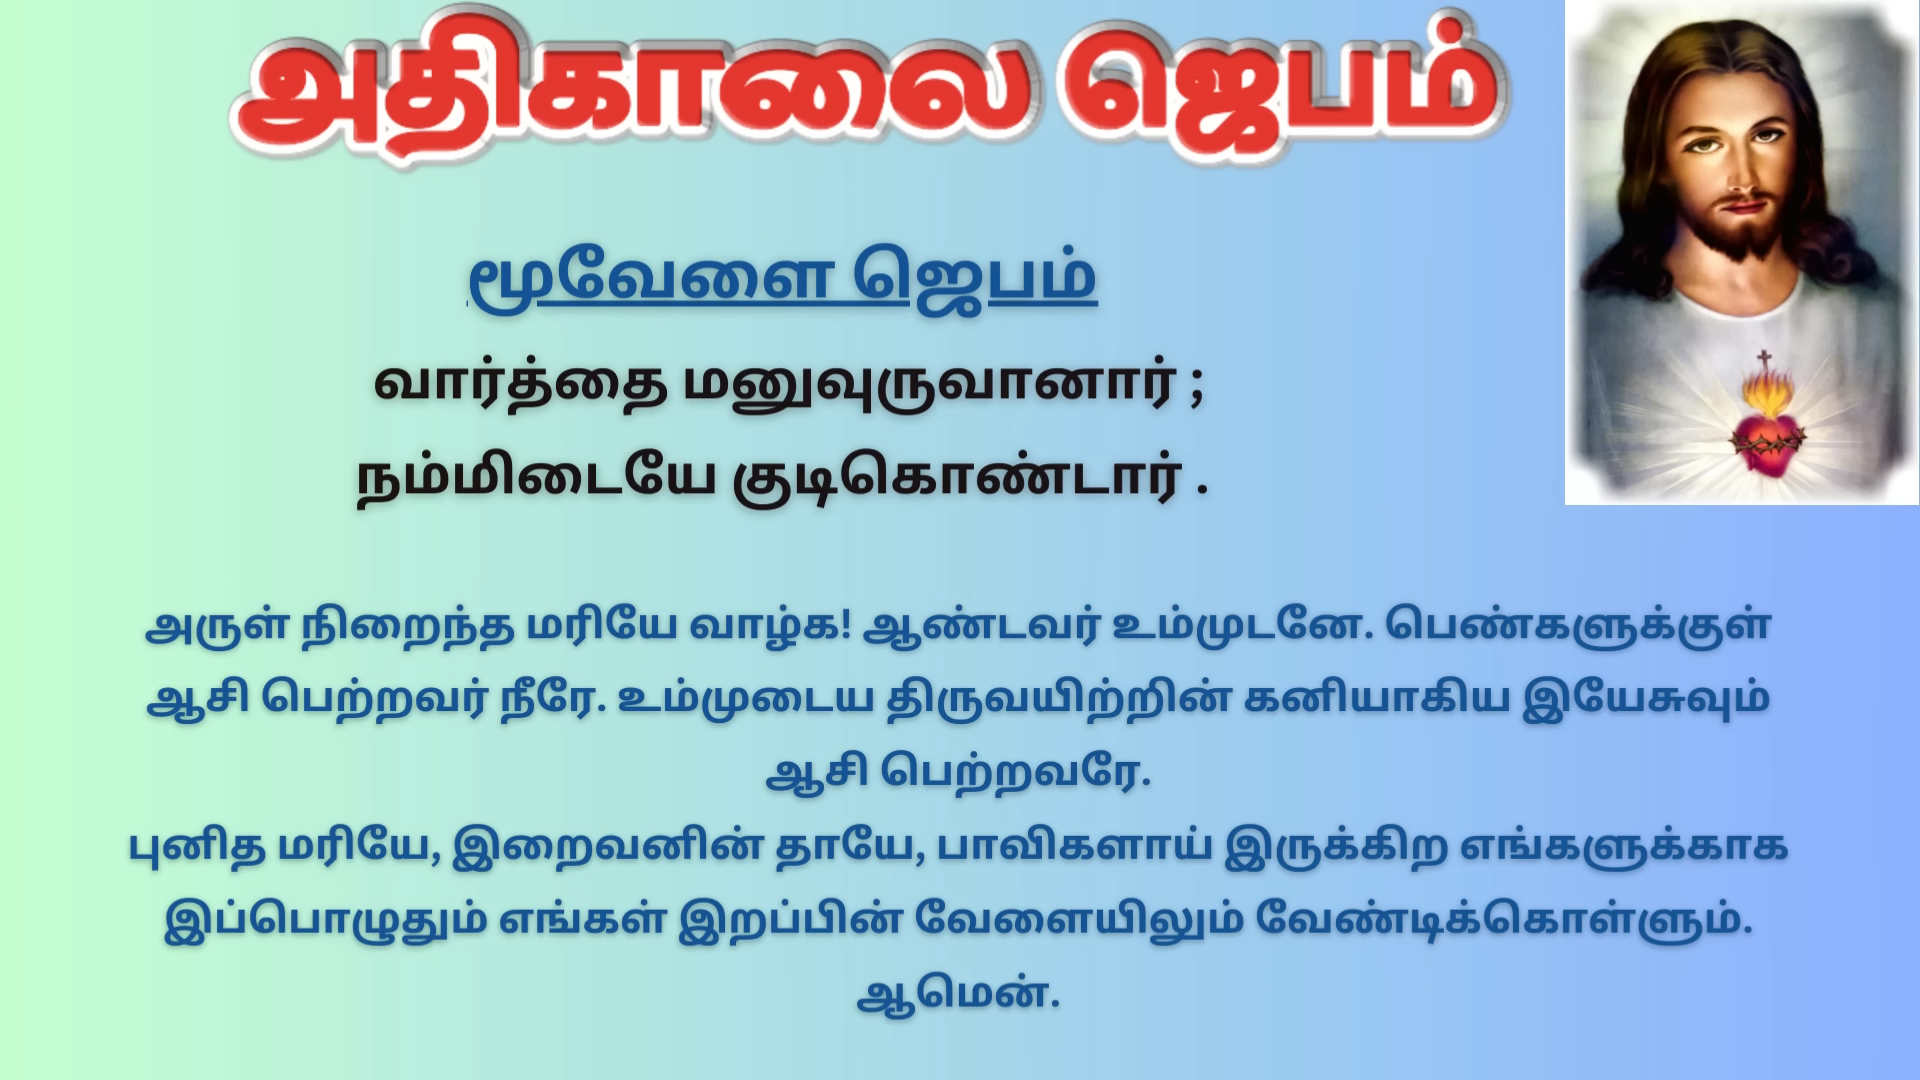 அதிகாலை ஜெபம்
மூவேளை ஜெபம்
வார்த்தை மனுவுருவானார் ;
நம்மிடையே குடிகொண்டார் .
அருள் நிறைந்த மரியே வாழ்க! ஆண்டவர் உம்முடனே. பெண்களுக்குள்
ஆசி பெற்றவர் நீரே. உம்முடைய திருவயிற்றின் கனியாகிய இயேசுவும்
ஆசி பெற்றவரே.
புனித மரியே, இறைவனின் தாயே, பாவிகளாய் இருக்கிற எங்களுக்காக
இப்பொழுதும் எங்கள் இறப்பின் வேளையிலும் வேண்டிக்கொள்ளும்.
ஆமென்.